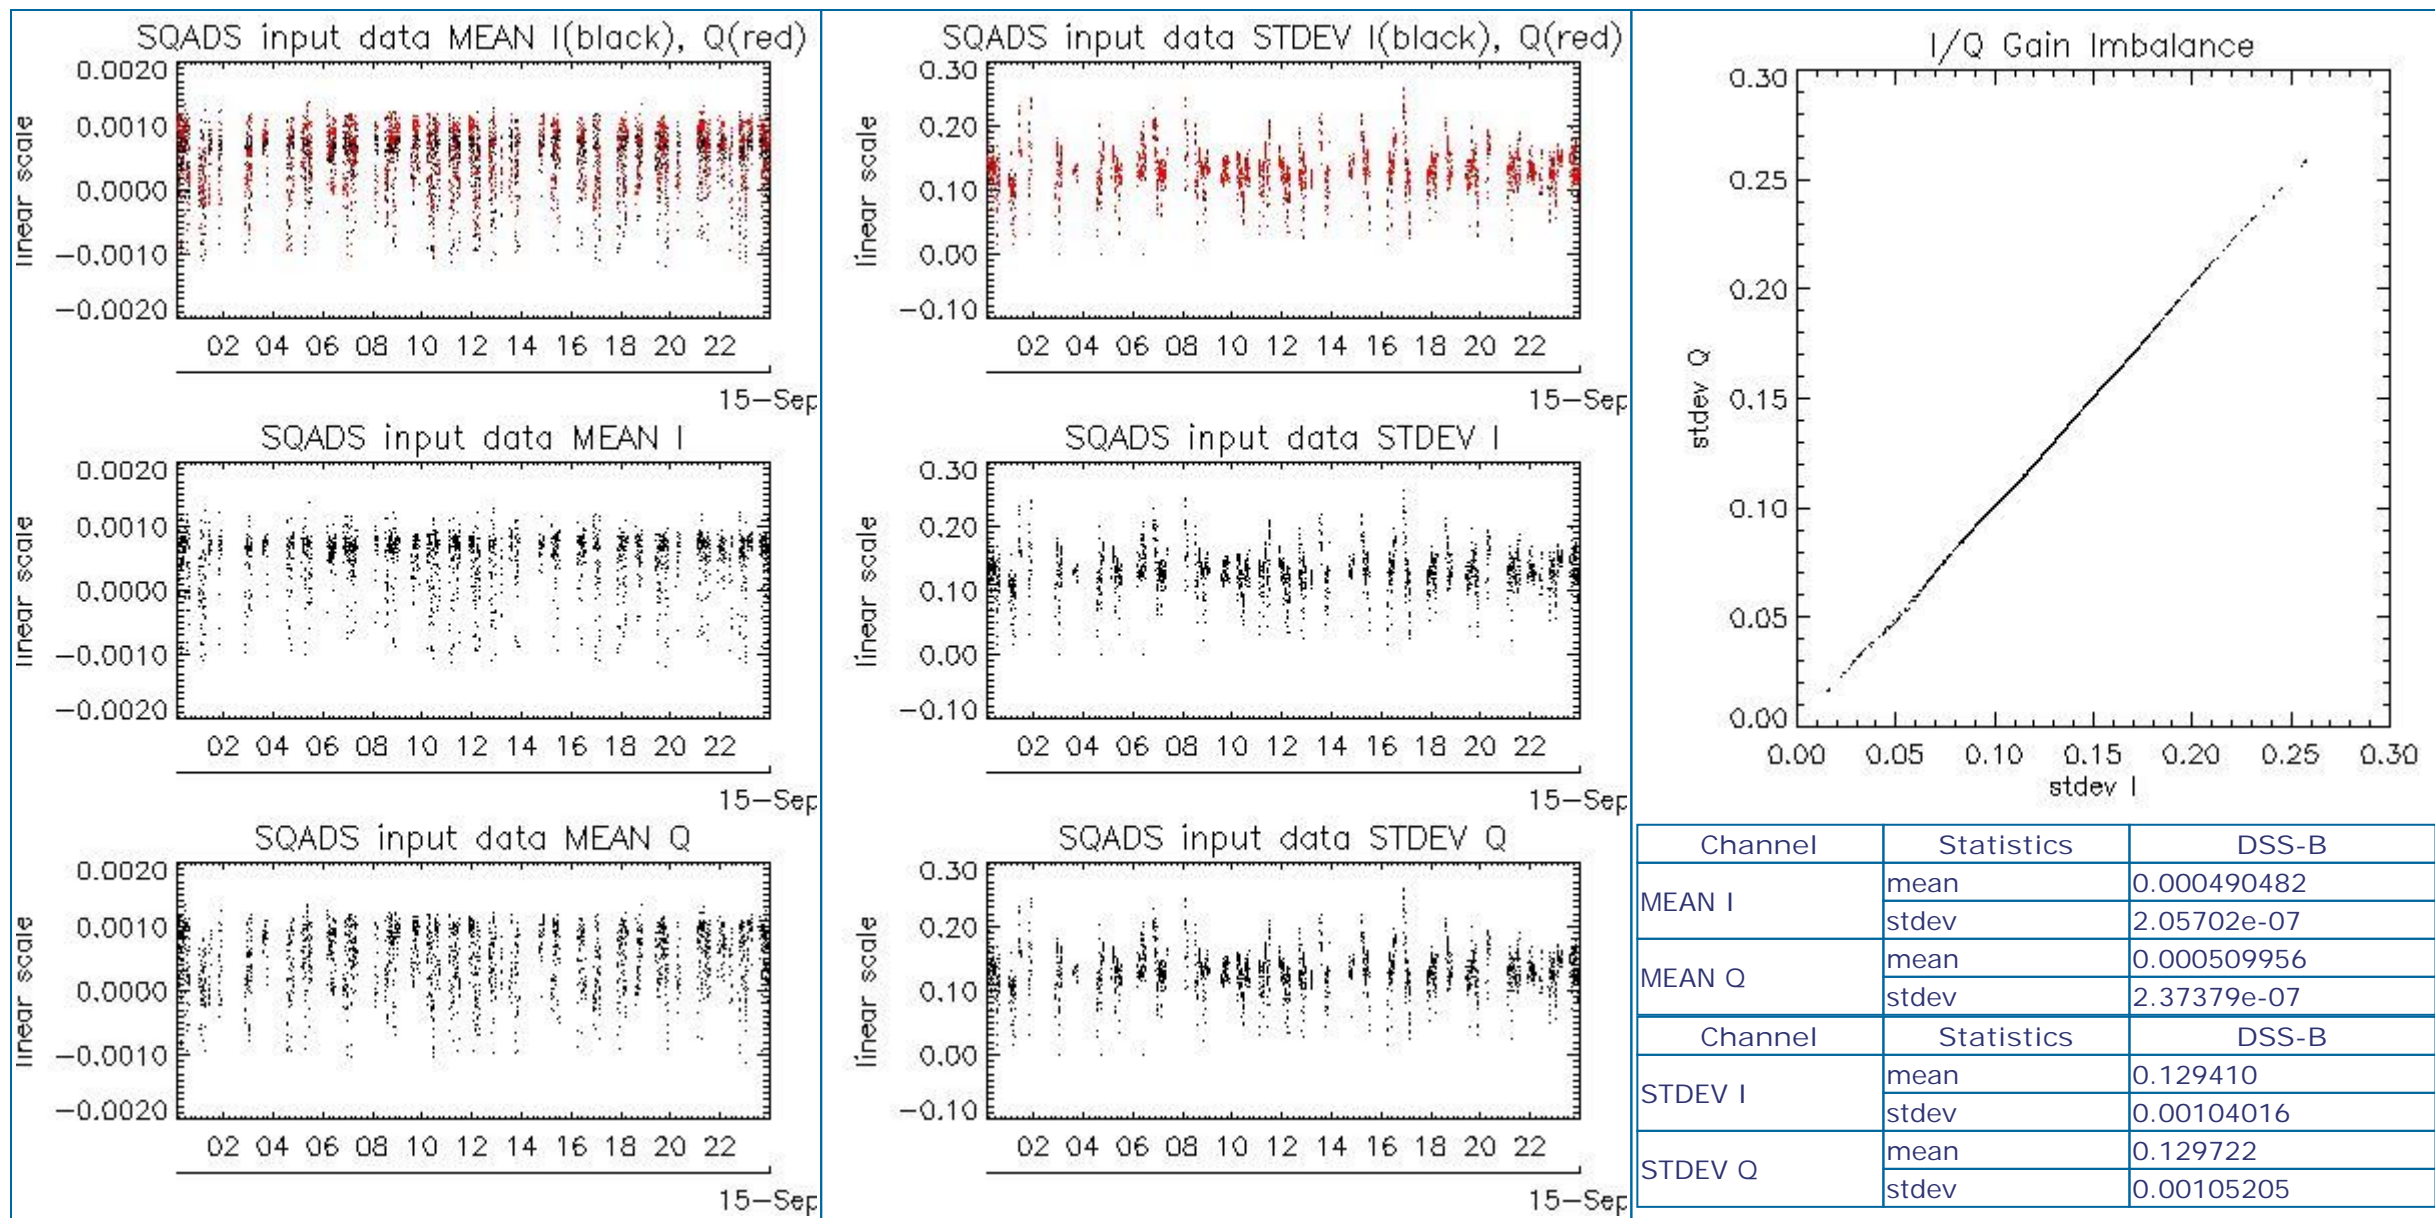 SQADS input data MEAN I(black), Q(red)
0.0020
0.0010
0.0000
−0.0010
−0.0020
linear scale
02 04 06 08 10 12 14 16 18 20 22
15−Sep
SQADS input data MEAN I
0.0020
0.0010
0.0000
−0.0010
−0.0020
linear scale
02 04 06 08 10 12 14 16 18 20 22
15−Sep
SQADS input data MEAN Q
0.0020
0.0010
0.0000
−0.0010
−0.0020
linear scale
02 04 06 08 10 12 14 16 18 20 22
15−Sep
SQADS input data STDEV I(black), Q(red)
0.30
0.20
0.10
0.00
−0.10
linear scale
02 04 06 08 10 12 14 16 18 20 22
15−Sep
SQADS input data STDEV I
0.30
0.20
0.10
0.00
−0.10
linear scale
02 04 06 08 10 12 14 16 18 20 22
15−Sep
SQADS input data STDEV Q
0.30
0.20
0.10
0.00
−0.10
linear scale
02 04 06 08 10 12 14 16 18 20 22
15−Sep
I/Q Gain Imbalance
0.30
0.25
0.20
0.15
0.10
0.05
0.00
stdev Q
0.00 0.05 0.10 0.15 0.20 0.25 0.30
stdev I
Channel Statistics DSS-B
MEAN I mean 0.000490482
stdev 2.05702e-07
MEAN Q mean 0.000509956
stdev 2.37379e-07
Channel Statistics DSS-B
STDEV I mean 0.129410
stdev 0.00104016
STDEV Q mean 0.129722
stdev 0.00105205